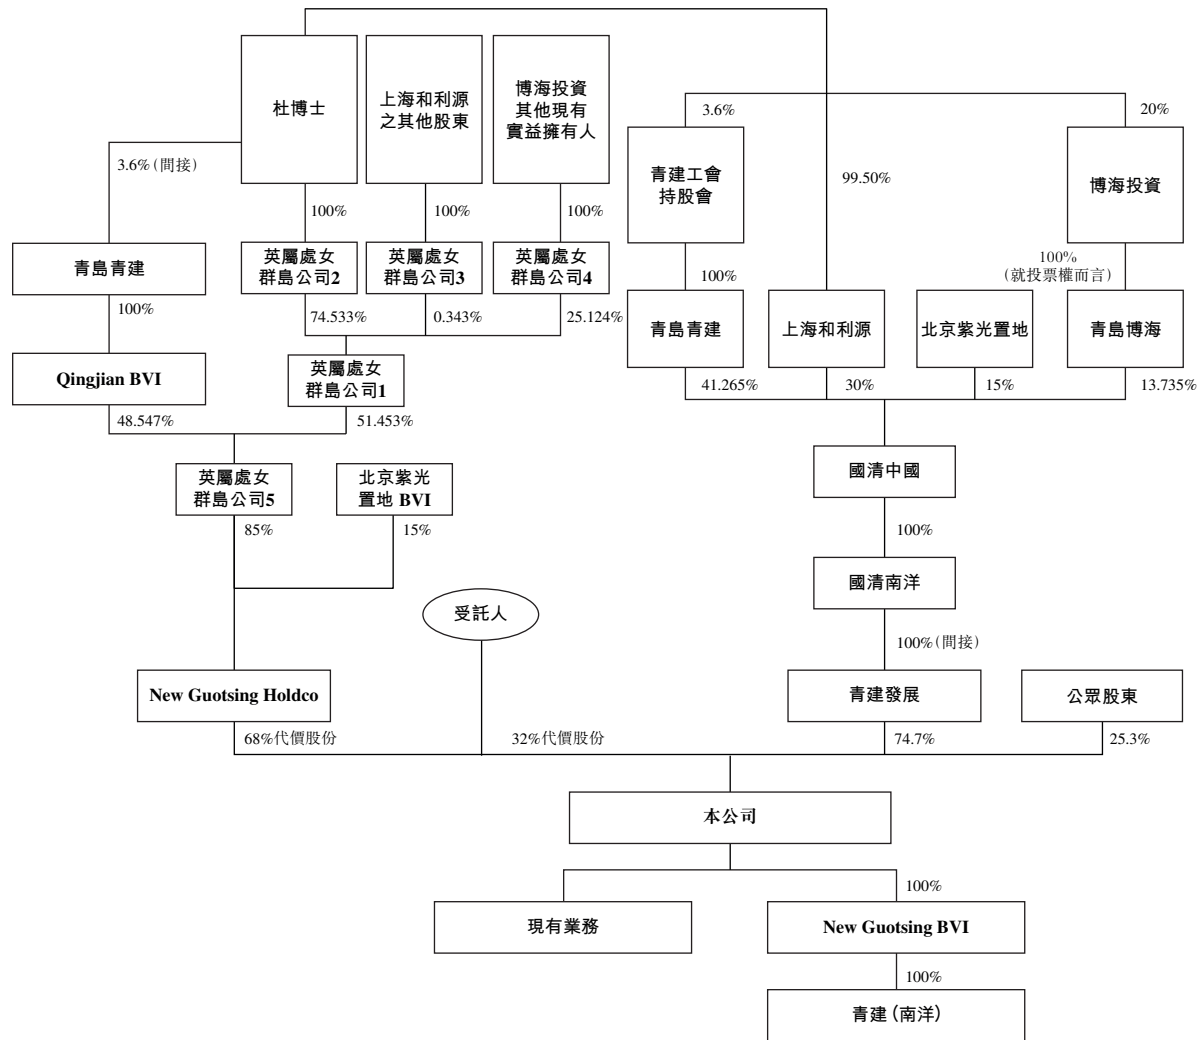 杜博士
上海和利源
之其他股東
博海投資
其他現有
實益擁有人
3.6%
20%
3.6% (間接)
青建工會
持股會
99.50%
博海投資
100%
100%
100%
青島青建
英屬處女
群島公司2
英屬處女
群島公司3
英屬處女
群島公司4
100%
100%
(就投票權而言)
100%
74.533%
0.343%
25.124%
青島青建
上海和利源
北京紫光置地
青島博海
Qingjian BVI
英屬處女
群島公司1
41.265%
30%
15%
13.735%
48.547%
51.453%
英屬處女
群島公司5
北京紫光
置地 BVI
國清中國
85%
15%
100%
國清南洋
受託人
100% (間接)
New Guotsing Holdco
青建發展
公眾股東
68%代價股份
32%代價股份
74.7%
25.3%
本公司
100%
現有業務
New Guotsing BVI
100%
青建 (南洋)